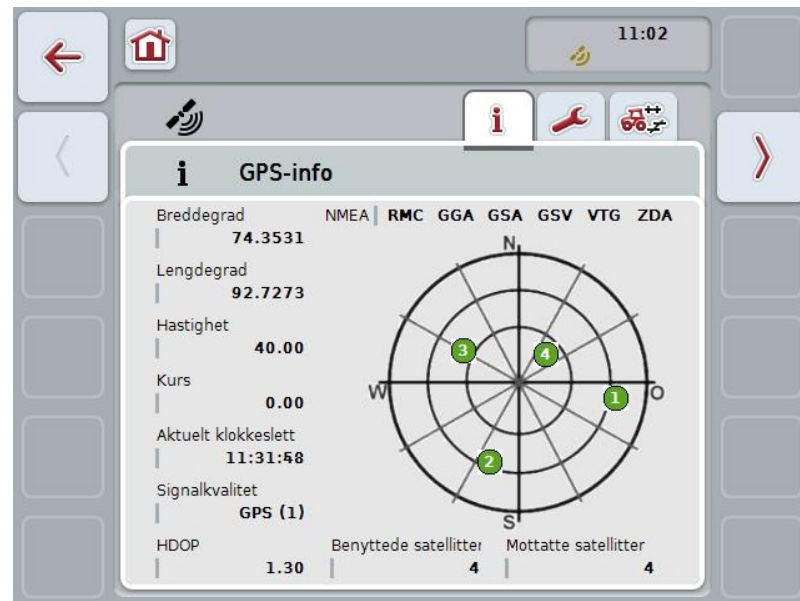 11:02
i
i GPS-info
Breddegrad
74.3531
NMEA RMC GGA GSA GSV VTG ZDA
Lengdegrad
92.7273
Hastighet
40.00
Kurs
0.00
Aktuelt klokkeslett
11:31:48
Signalkvalitet
GPS (1)
HDOP
1.30
N
3
4
W
1
O
2
S
Benyttede satellitter
4
Mottatte satellitter
4